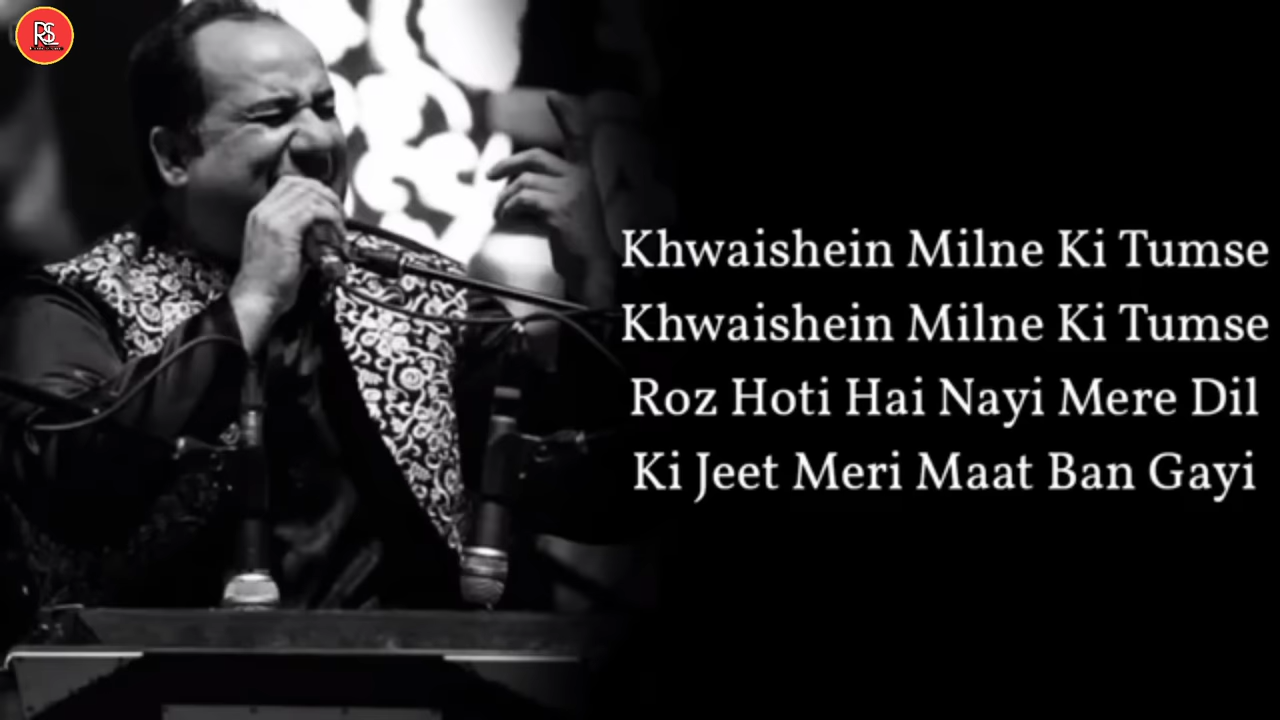 RSL
Khwaishein Milne Ki Tumse
Khwaishein Milne Ki Tumse
Roz Hoti Hai Nayi Mere Dil
Ki Jeet Meri Maat Ban Gayi